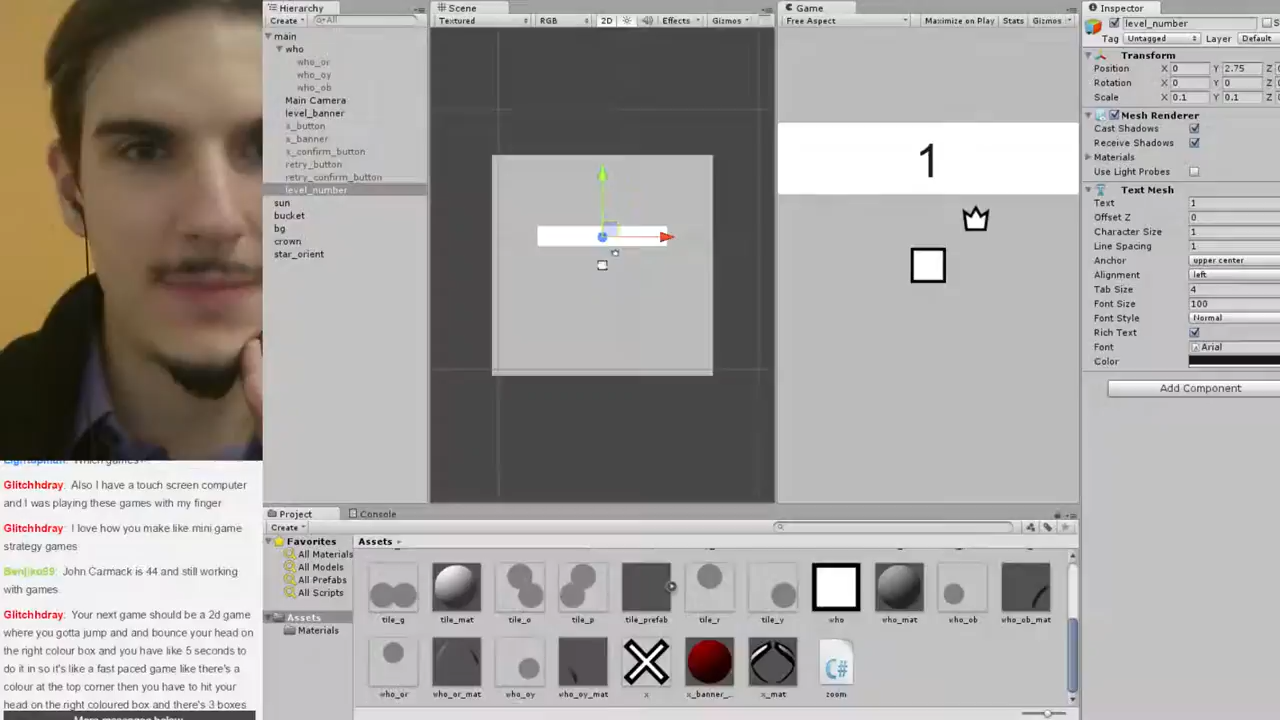 Hierarchy
Create
All
main
who
who_or
who_oy
who_ob
Main Camera
level_banner
x_button
x_banner
x_confirm_button
retry_button
retry_confirm_button
level_number
sun
bucket
bg
crown
star_orient
Scene
Textured
RGB
2D
Effects
Gizmos
Game
Free Aspect
Maximize on Play
Stats
Gizmos
1
Inspector
level_number
S
Tag Untagged Layer Default
Transform
Position X 0 Y 2.75 Z
Rotation X 0 Y 0 Z
Scale X 0.1 Y 0.1 Z
Mesh Renderer
Cast Shadows
Receive Shadows
Materials
Use Light Probes
Text Mesh
Text 1
Offset Z 0
Character Size 1
Line Spacing 1
Anchor upper center
Alignment left
Tab Size 4
Font Size 100
Font Style Normal
Rich Text
Font Arial
Color
Add Component
Glitchhdray: Also I have a touch screen computer
and I was playing these games with my finger
Glitchhdray: I love how you make like mini game
strategy games
John Carmack is 44 and still working
with games.
Glitchhdray: Your next game should be a 2d game
where you gotta jump and and bounce your head on
the right colour box and you have like 5 seconds to
do it in so it's like a fast paced game like there's a
colour at the top corner then you have to hit your
head on the right coloured box and there's 3 boxes
More messages below
Project
Console
Create
Favorites
All Materials
All Models
All Prefabs
All Scripts
Assets
Materials
Assets
tile_g
tile_mat
tile_o
tile_p
tile_prefab
tile_r
tile_y
who
who_mat
who_ob
who_ob_mat
who_or
who_or_mat
who_oy
who_oy_mat
x
x_banner_...
x_mat
zoom
C#